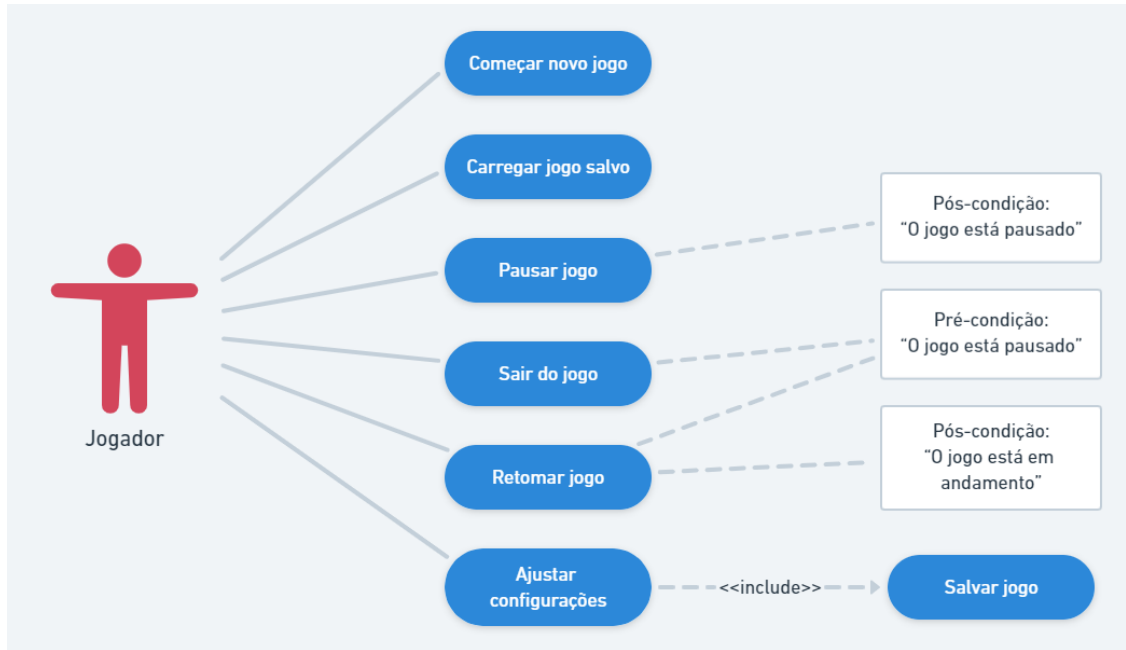 Começar novo jogo
Carregar jogo salvo
Pós-condição:
“O jogo está pausado”
Pausar jogo
Pré-condição:
“O jogo está pausado”
Sair do jogo
Jogador
Pós-condição:
“O jogo está em
andamento”
Retomar jogo
Ajustar
configurações
<<include>>
Salvar jogo